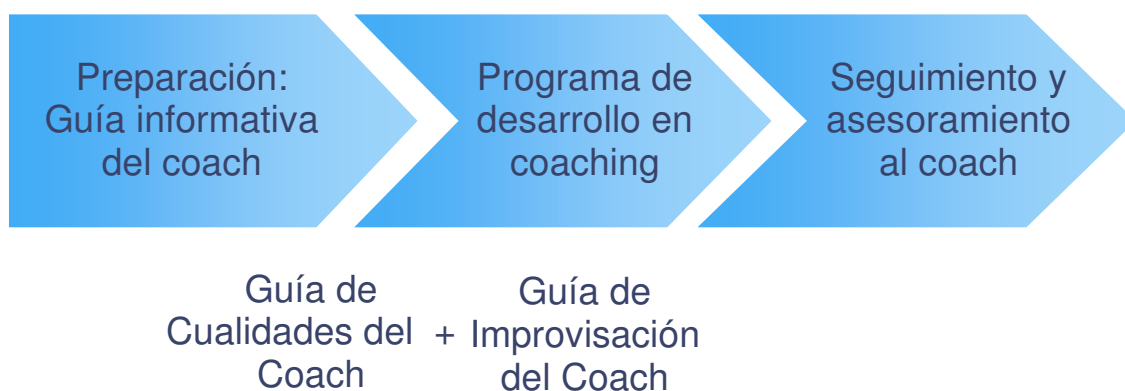 Preparación:
Guía informativa
del coach
Programa de
desarrollo en
coaching
Seguimiento y
asesoramiento
al coach
Guía de
Cualidades del
Coach
+
Guía de
Improvisación
del Coach